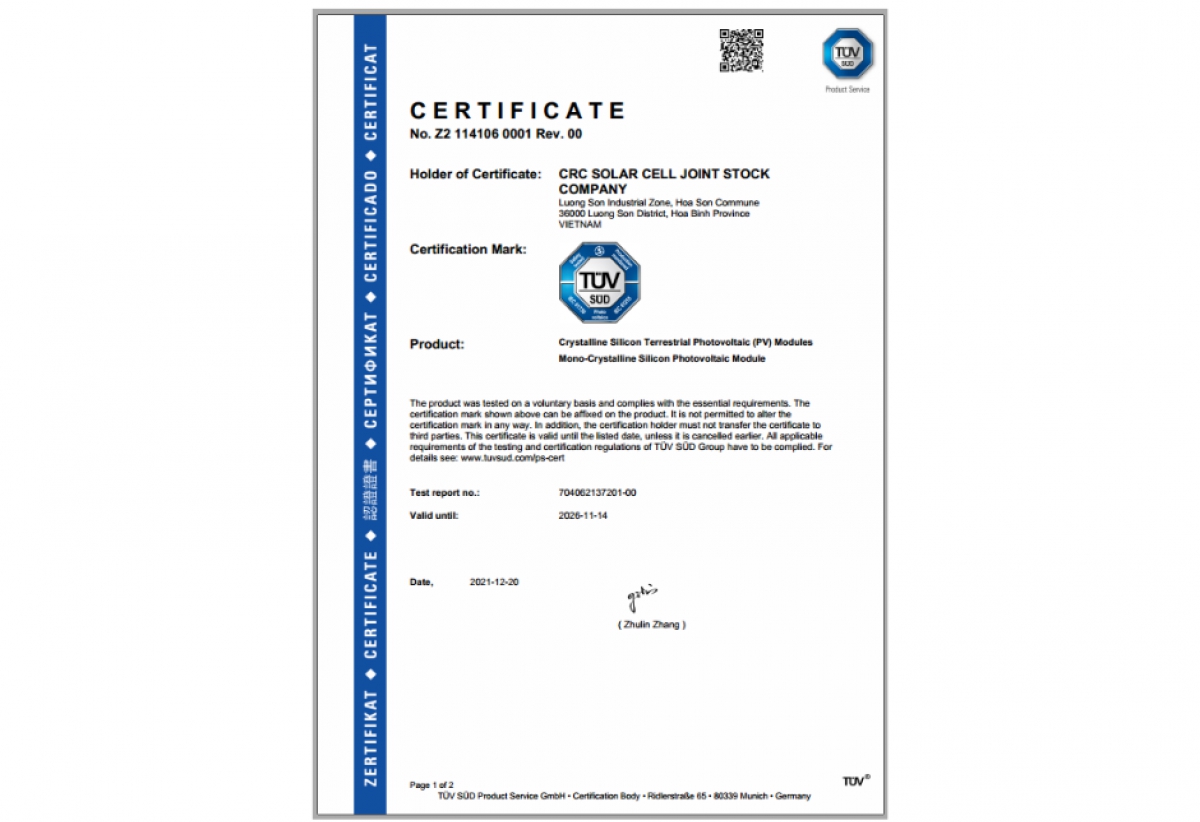 TÜV
SÜD
Product Service
CERTIFICATE
No. Z2 114106 0001 Rev. 00
Holder of Certificate: CRC SOLAR CELL JOINT STOCK
COMPANY
Luong Son Industrial Zone, Hoa Son Commune
36000 Luong Son District, Hoa Binh Province
VIETNAM
Certification Mark:
TÜV
SÜD
Product: Crystalline Silicon Terrestrial Photovoltaic (PV) Modules
Mono-Crystalline Silicon Photovoltaic Module
The product was tested on a voluntary basis and complies with the essential requirements. The
certification mark shown above can be affixed on the product. It is not permitted to alter the
certification mark in any way. In addition, the certification holder must not transfer the certificate to
third parties. This certificate is valid until the listed date, unless it is cancelled earlier. All applicable
requirements of the testing and certification regulations of TÜV SÜD Group have to be complied. For
details see: www.tuvsud.com/ps-cert
Test report no.: 704062137201-00
Valid until: 2026-11-14
Date, 2021-12-20
( Zhulin Zhang )
Page 1 of 2
TÜV SÜD Product Service GmbH • Certification Body • Ridlerstraße 65 • 80339 Munich • Germany
TÜV®
ZERTIFIKAT ◆ CERTIFICATE ◆ 認證證書 ◆ СЕРТИФИКАТ ◆ CERTIFICADO ◆ CERTIFICAT